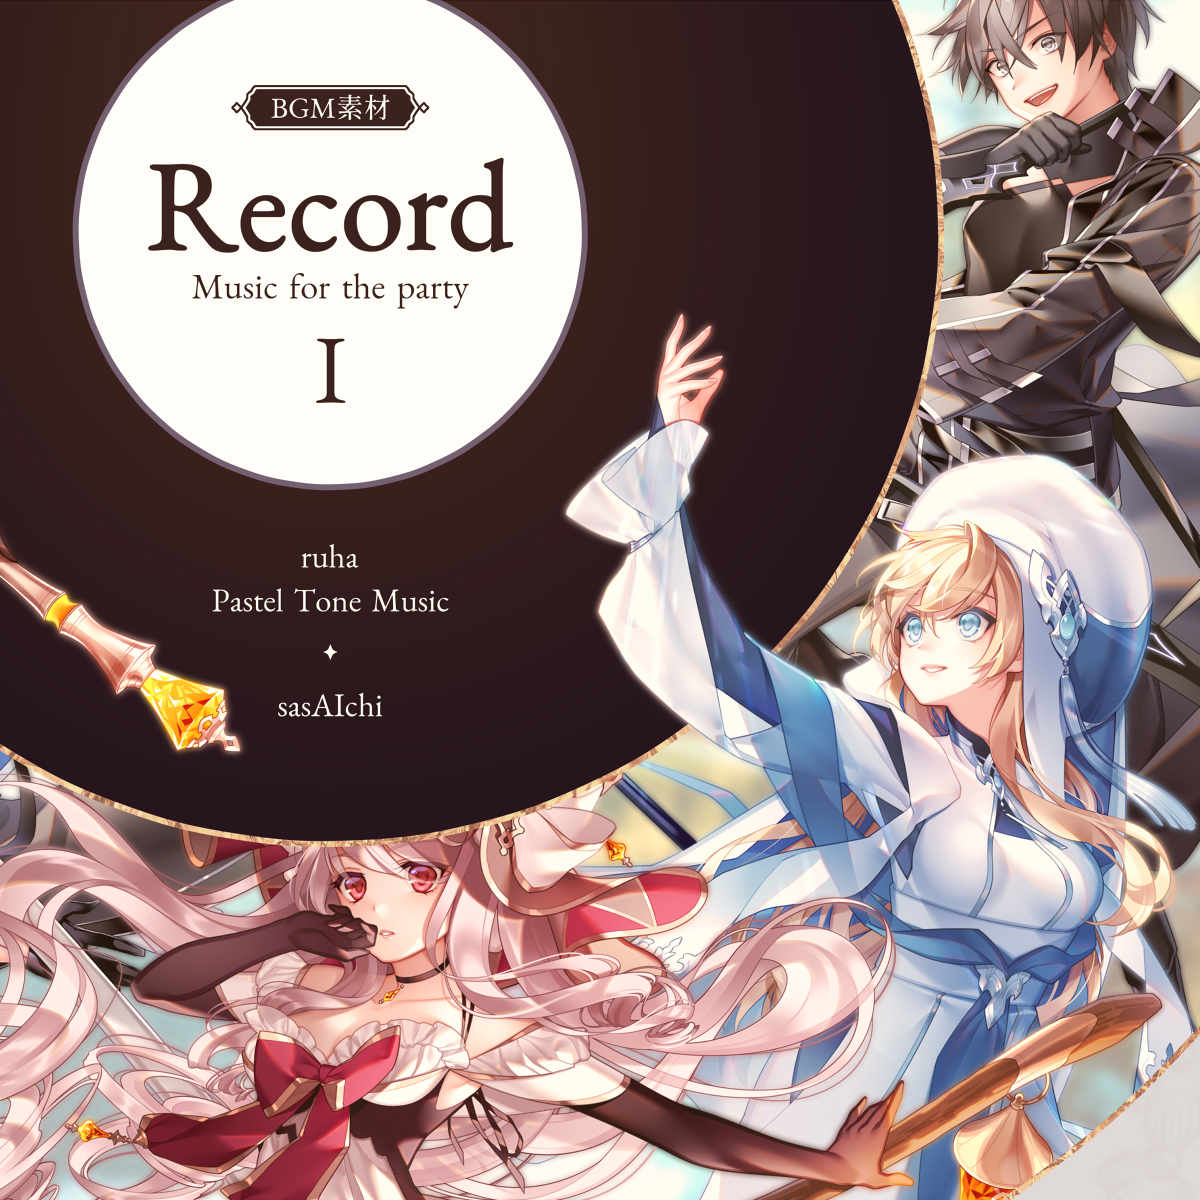 BGM素材
Record
Music for the party
I
ruha
Pastel Tone Music
sasAIchi